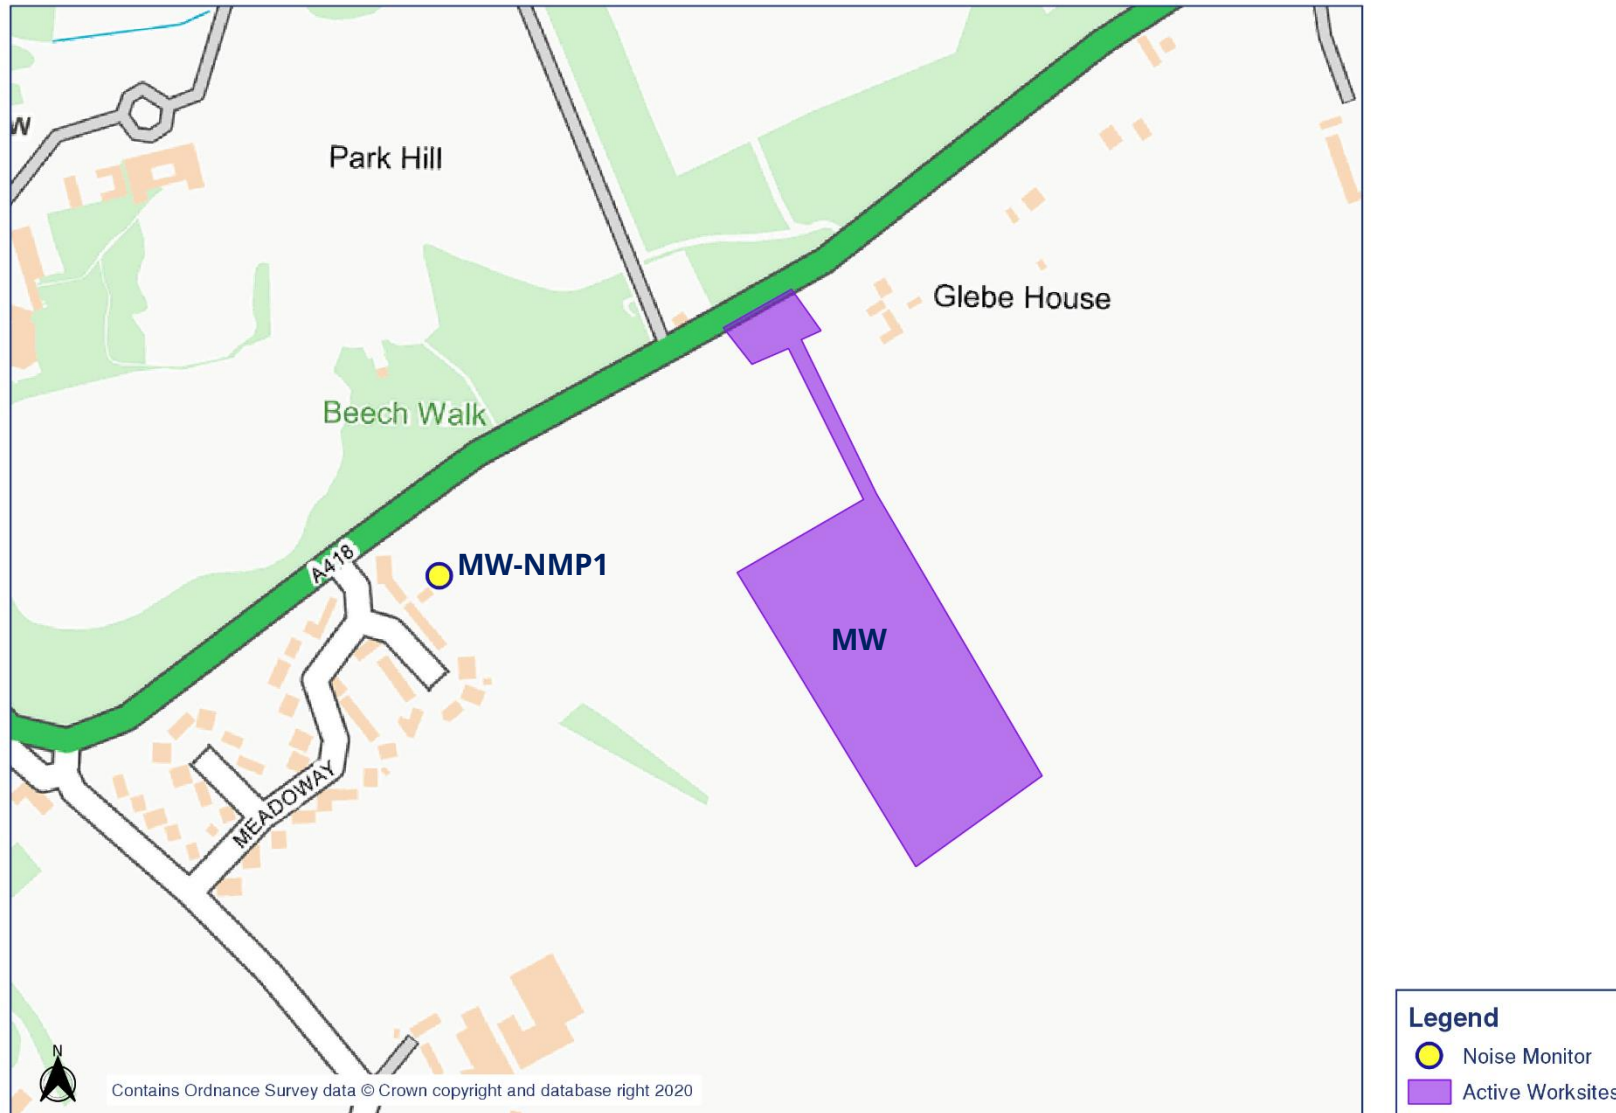 W
Park Hill
Glebe House
Beech Walk
A418
MW-NMP1
MW
MEADOWAY
N
Contains Ordnance Survey data © Crown copyright and database right 2020
Legend
Noise Monitor
Active Worksites